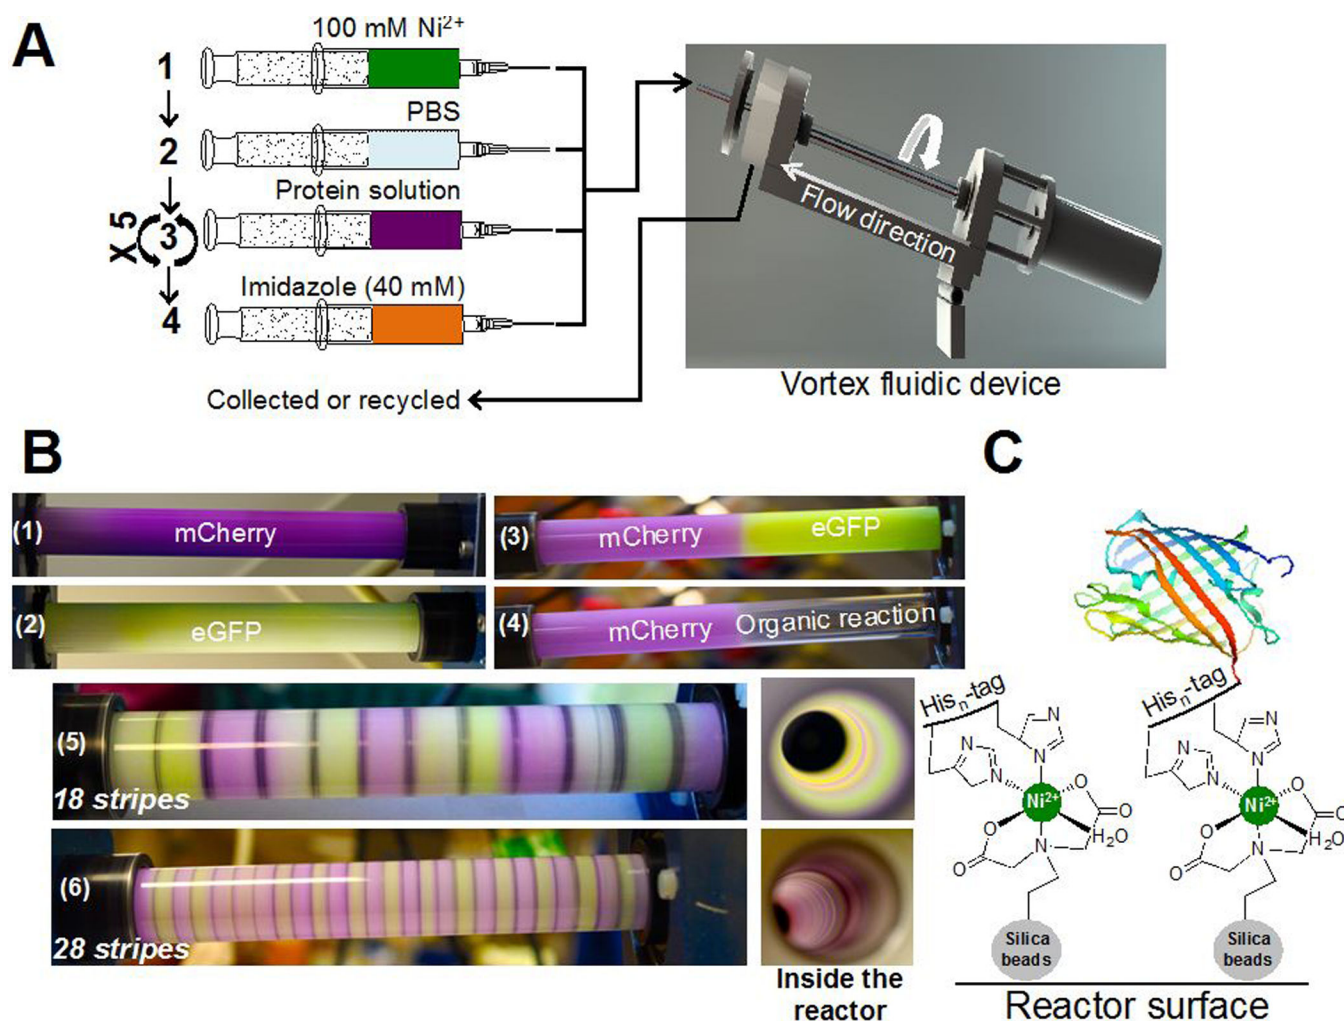 A
100 mM Ni²⁺
1
PBS
2
Protein solution
X 5
3
Imidazole (40 mM)
4
Collected or recycled
Flow direction
Vortex fluidic device
B
(1)
mCherry
(2)
eGFP
(3)
mCherry
eGFP
(4)
mCherry
Organic reaction
(5)
18 stripes
(6)
28 stripes
Inside the
reactor
C
Hisₙ-tag
Hisₙ-tag
N
N
N
N
Ni²⁺
O
O
O
O
H₂O
N
Silica
beads
N
N
N
N
Ni²⁺
O
O
O
O
H₂O
N
Silica
beads
Reactor surface